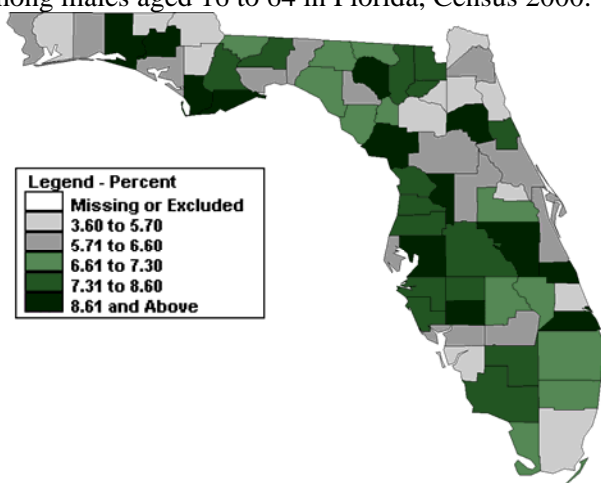 among males aged 16 to 64 in Florida, Census 2000.
Legend - Percent
Missing or Excluded
3.60 to 5.70
5.71 to 6.60
6.61 to 7.30
7.31 to 8.60
8.61 and Above